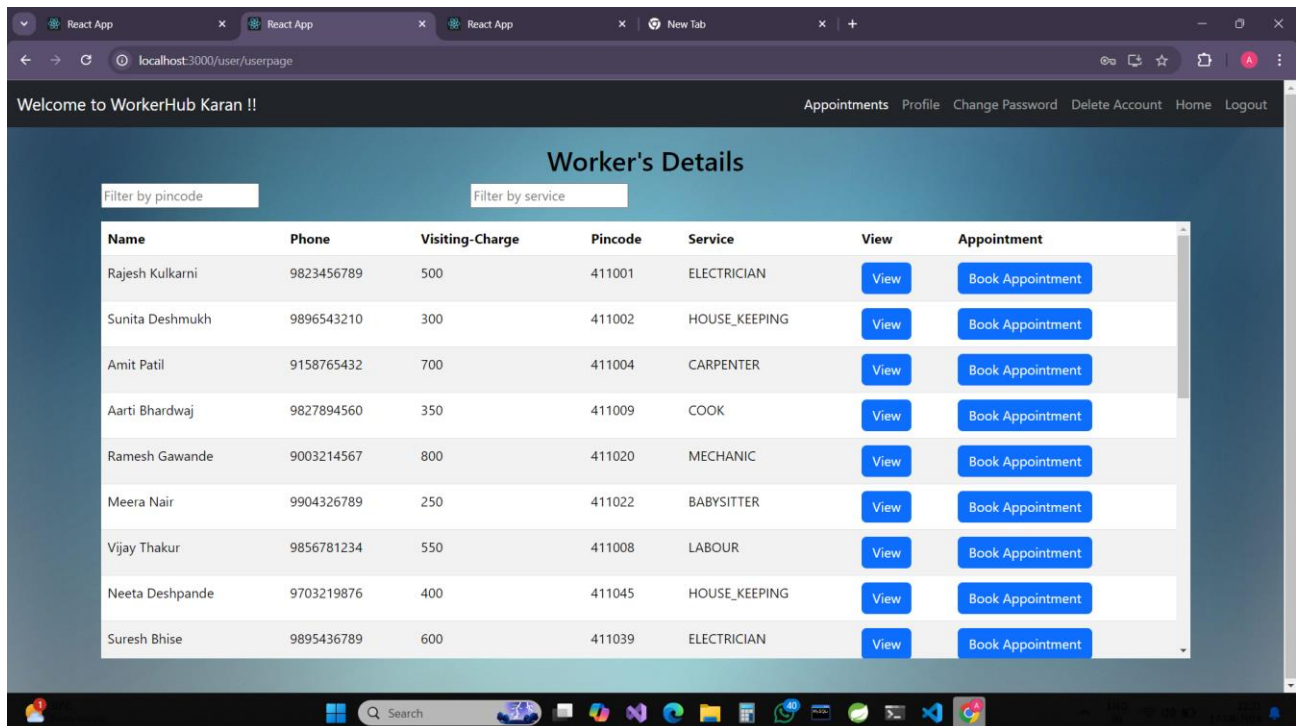 React App React App React App New Tab
localhost:3000/user/userpage A
Welcome to WorkerHub Karan !! Appointments Profile Change Password Delete Account Home Logout
Worker's Details
Filter by pincode Filter by service
Name Phone Visiting-Charge Pincode Service View Appointment
Rajesh Kulkarni 9823456789 500 411001 ELECTRICIAN View Book Appointment
Sunita Deshmukh 9896543210 300 411002 HOUSE_KEEPING View Book Appointment
Amit Patil 9158765432 700 411004 CARPENTER View Book Appointment
Aarti Bhardwaj 9827894560 350 411009 COOK View Book Appointment
Ramesh Gawande 9003214567 800 411020 MECHANIC View Book Appointment
Meera Nair 9904326789 250 411022 BABYSITTER View Book Appointment
Vijay Thakur 9856781234 550 411008 LABOUR View Book Appointment
Neeta Deshpande 9703219876 400 411045 HOUSE_KEEPING View Book Appointment
Suresh Bhise 9895436789 600 411039 ELECTRICIAN View Book Appointment
1 Search 40